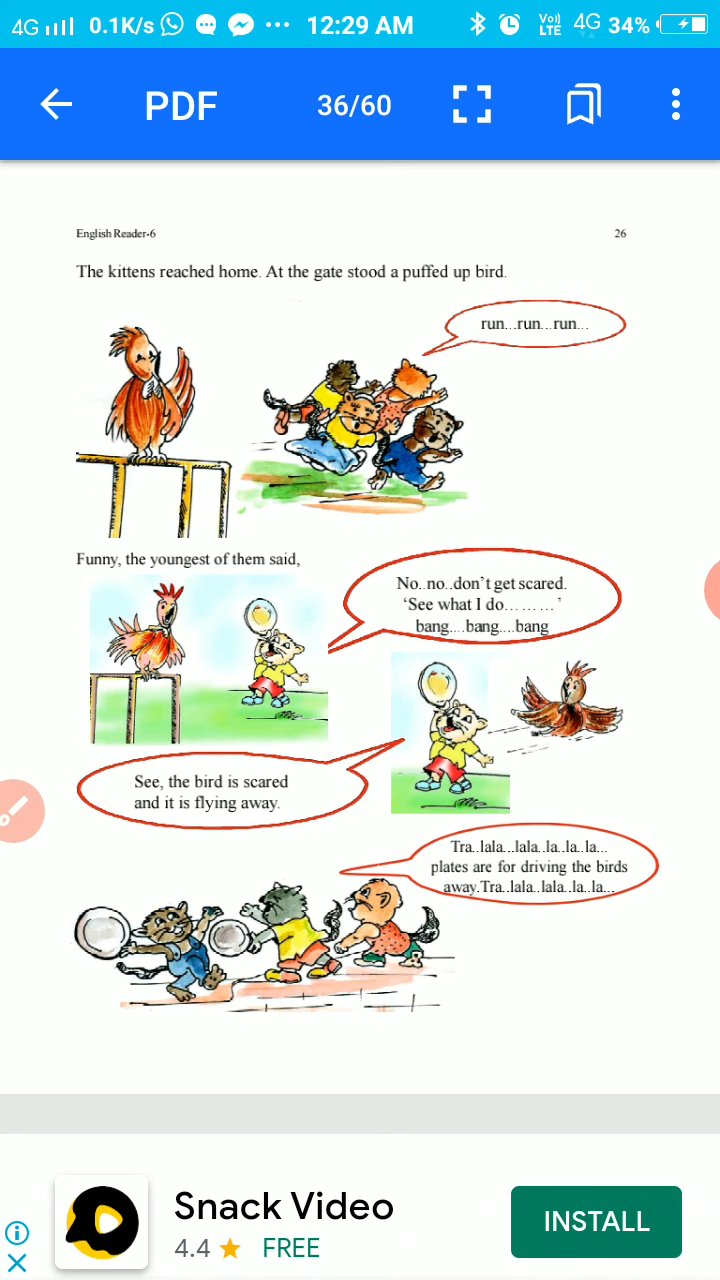 4G 0.1K/s 12:29 AM Vo)) LTE 4G 34%
PDF 36/60
English Reader-6 26
The kittens reached home. At the gate stood a puffed up bird.
run...run...run...
Funny, the youngest of them said,
No..no..don't get scared.
'See what I do.........'
bang....bang....bang
See, the bird is scared
and it is flying away.
Tra..lala...lala..la..la..la...
plates are for driving the birds
away.Tra..lala..lala..la..la...
Snack Video
4.4 FREE
INSTALL